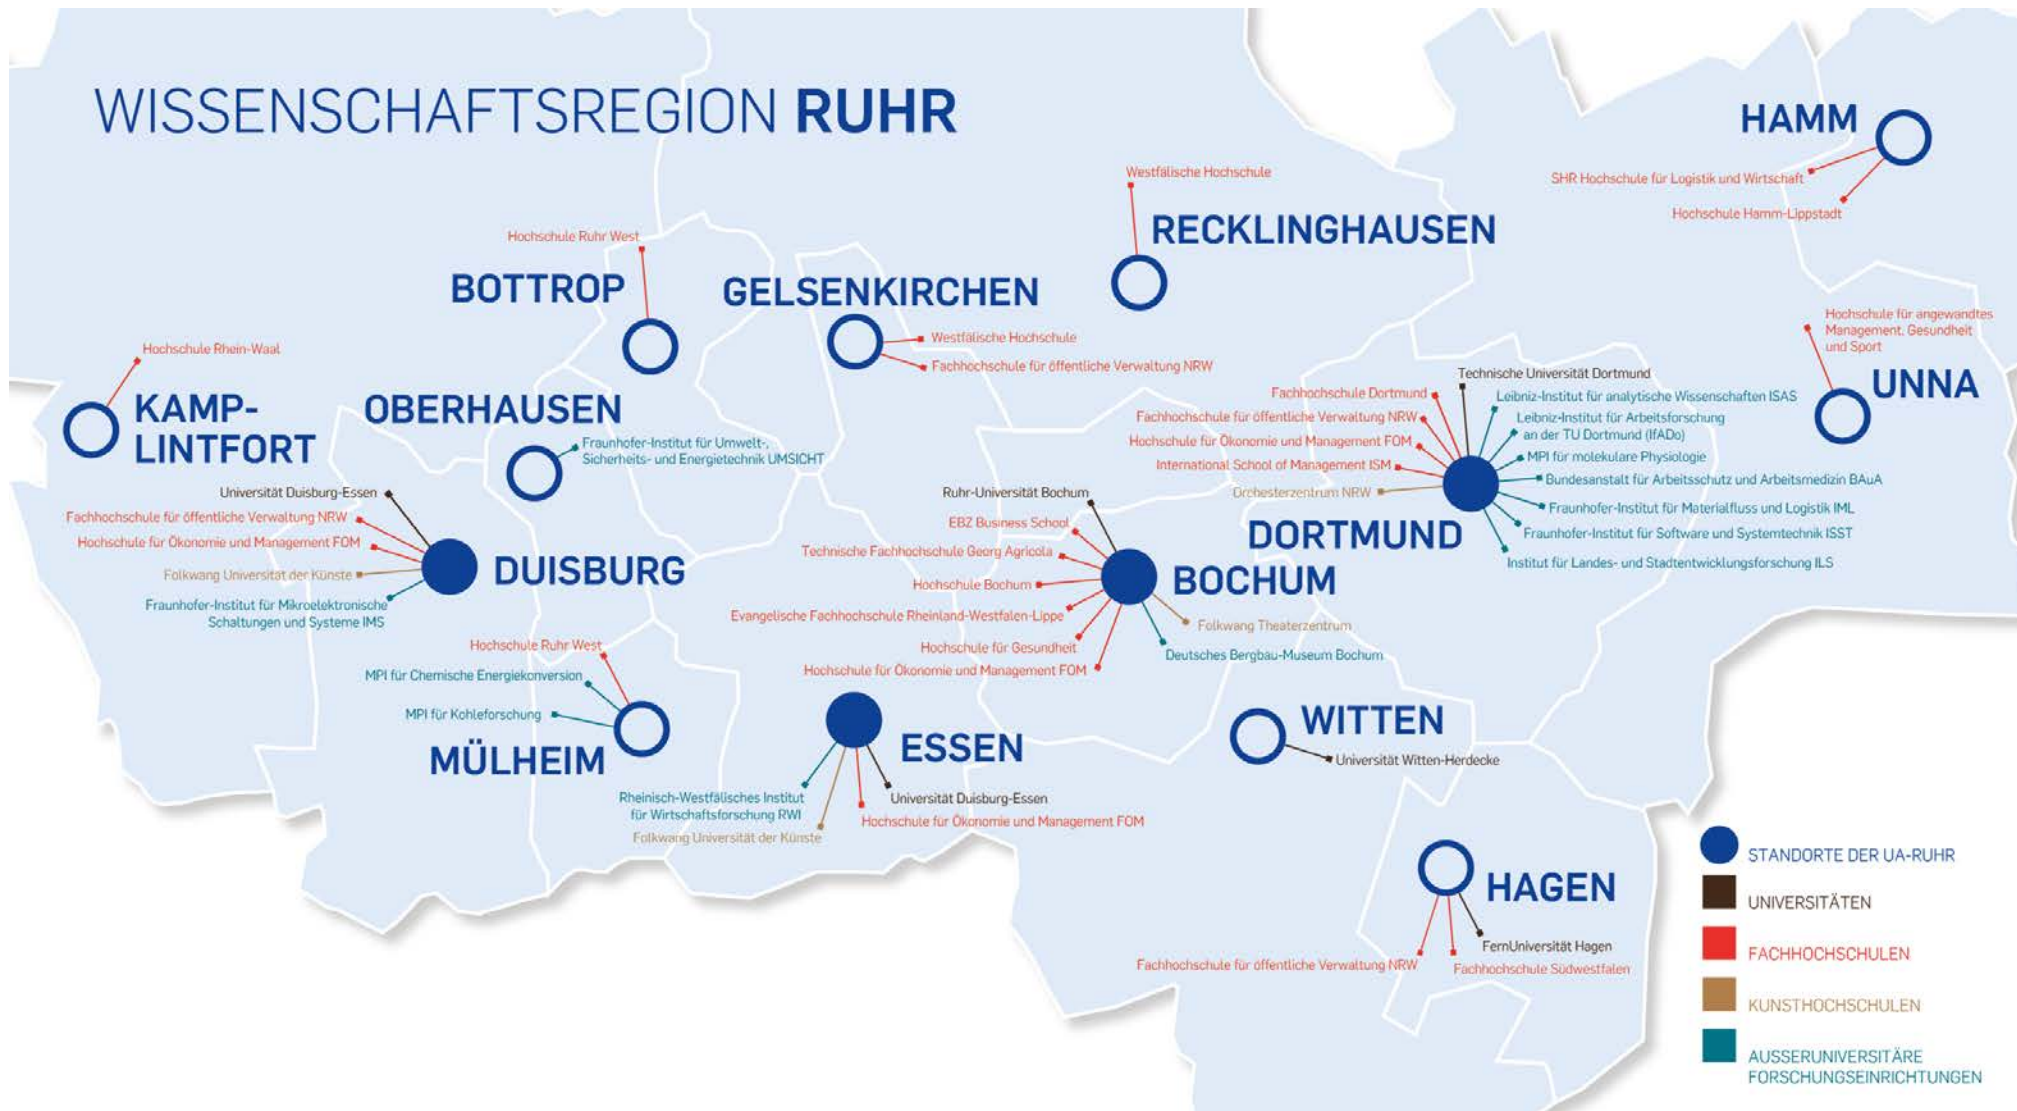 WISSENSCHAFTSREGION RUHR
HAMM
SHR Hochschule für Logistik und Wirtschaft
Hochschule Hamm-Lippstadt
Westfälische Hochschule
RECKLINGHAUSEN
Hochschule Ruhr West
BOTTROP
GELSENKIRCHEN
Westfälische Hochschule
Fachhochschule für öffentliche Verwaltung NRW
Hochschule für angewandtes
Management, Gesundheit
und Sport
UNNA
Hochschule Rhein-Waal
KAMP-
LINTFORT
OBERHAUSEN
Fraunhofer-Institut für Umwelt-,
Sicherheits- und Energietechnik UMSICHT
Technische Universität Dortmund
Fachhochschule Dortmund
Fachhochschule für öffentliche Verwaltung NRW
Hochschule für Ökonomie und Management FOM
International School of Management ISM
Orchesterzentrum NRW
Leibniz-Institut für analytische Wissenschaften ISAS
Leibniz-Institut für Arbeitsforschung
an der TU Dortmund (IfADo)
MPI für molekulare Physiologie
Bundesanstalt für Arbeitsschutz und Arbeitsmedizin BAuA
Fraunhofer-Institut für Materialfluss und Logistik IML
Fraunhofer-Institut für Software und Systemtechnik ISST
Institut für Landes- und Stadtentwicklungsforschung ILS
DORTMUND
Universität Duisburg-Essen
Fachhochschule für öffentliche Verwaltung NRW
Hochschule für Ökonomie und Management FOM
Folkwang Universität der Künste
Fraunhofer-Institut für Mikroelektronische
Schaltungen und Systeme IMS
DUISBURG
Ruhr-Universität Bochum
EBZ Business School
Technische Fachhochschule Georg Agricola
Hochschule Bochum
Evangelische Fachhochschule Rheinland-Westfalen-Lippe
Hochschule für Gesundheit
Hochschule für Ökonomie und Management FOM
BOCHUM
Folkwang Theaterzentrum
Deutsches Bergbau-Museum Bochum
Hochschule Ruhr West
MPI für Chemische Energiekonversion
MPI für Kohleforschung
MÜLHEIM
ESSEN
Rheinisch-Westfälisches Institut
für Wirtschaftsforschung RWI
Folkwang Universität der Künste
Universität Duisburg-Essen
Hochschule für Ökonomie und Management FOM
WITTEN
Universität Witten-Herdecke
HAGEN
FernUniversität Hagen
Fachhochschule für öffentliche Verwaltung NRW
Fachhochschule Südwestfalen
STANDORTE DER UA-RUHR
UNIVERSITÄTEN
FACHHOCHSCHULEN
KUNSTHOCHSCHULEN
AUSSERUNIVERSITÄRE
FORSCHUNGSEINRICHTUNGEN